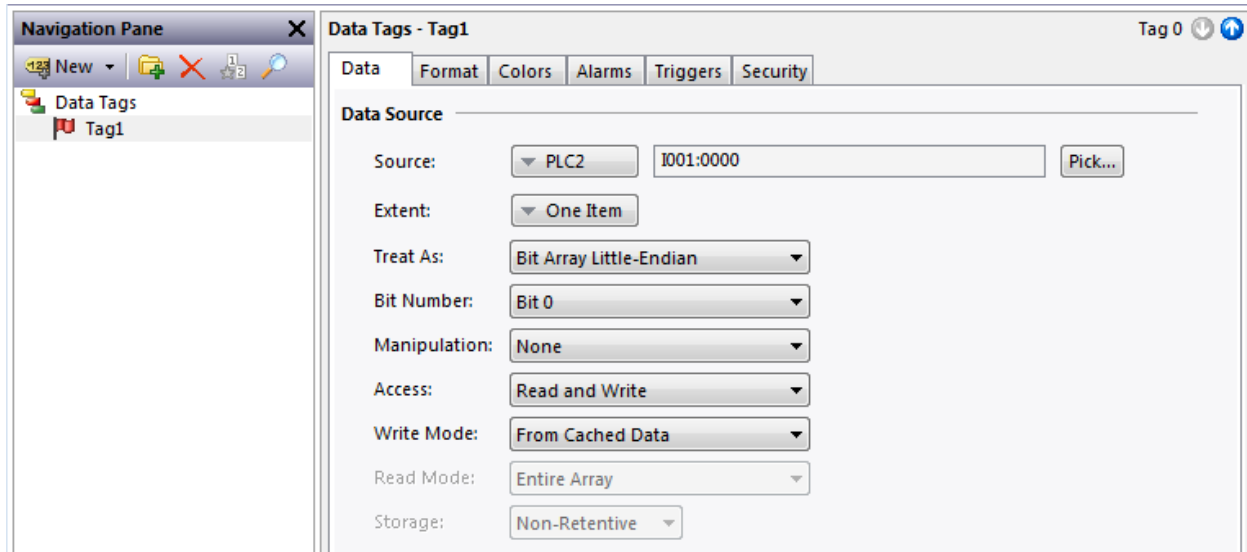 Navigation Pane
New
Data Tags
Tag1
Data Tags - Tag1
Tag 0
Data Format Colors Alarms Triggers Security
Data Source
Source: PLC2 I001:0000 Pick...
Extent: One Item
Treat As: Bit Array Little-Endian
Bit Number: Bit 0
Manipulation: None
Access: Read and Write
Write Mode: From Cached Data
Read Mode: Entire Array
Storage: Non-Retentive